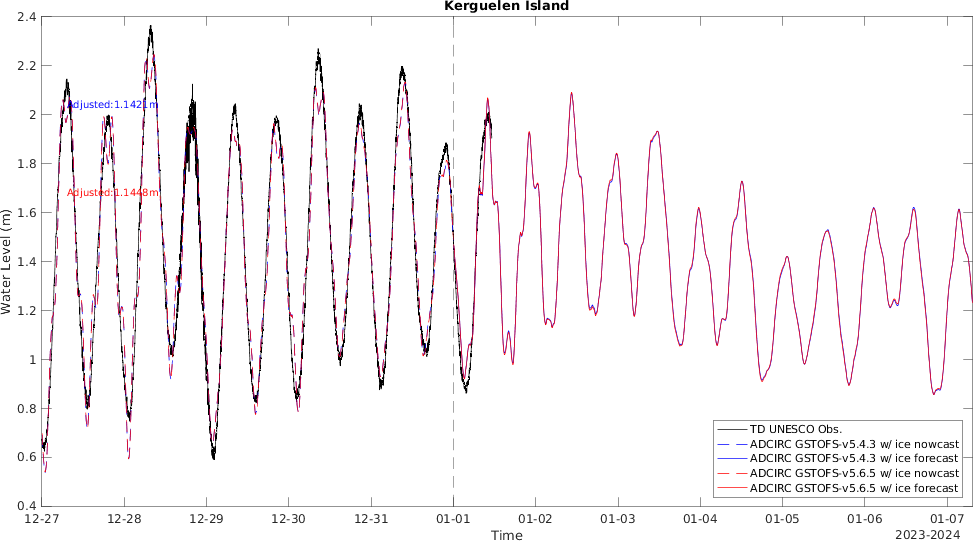 Kerguelen Island
2.4
2.2
2
1.8
1.6
1.4
1.2
1
0.8
0.6
0.4
Water Level (m)
Adjusted:1.1421m
Adjusted:1.1448m
TD UNESCO Obs.
ADCIRC GSTOFS-v5.4.3 w/ ice nowcast
ADCIRC GSTOFS-v5.4.3 w/ ice forecast
ADCIRC GSTOFS-v5.6.5 w/ ice nowcast
ADCIRC GSTOFS-v5.6.5 w/ ice forecast
12-27 12-28 12-29 12-30 12-31 01-01 01-02 01-03 01-04 01-05 01-06 01-07
Time
2023-2024